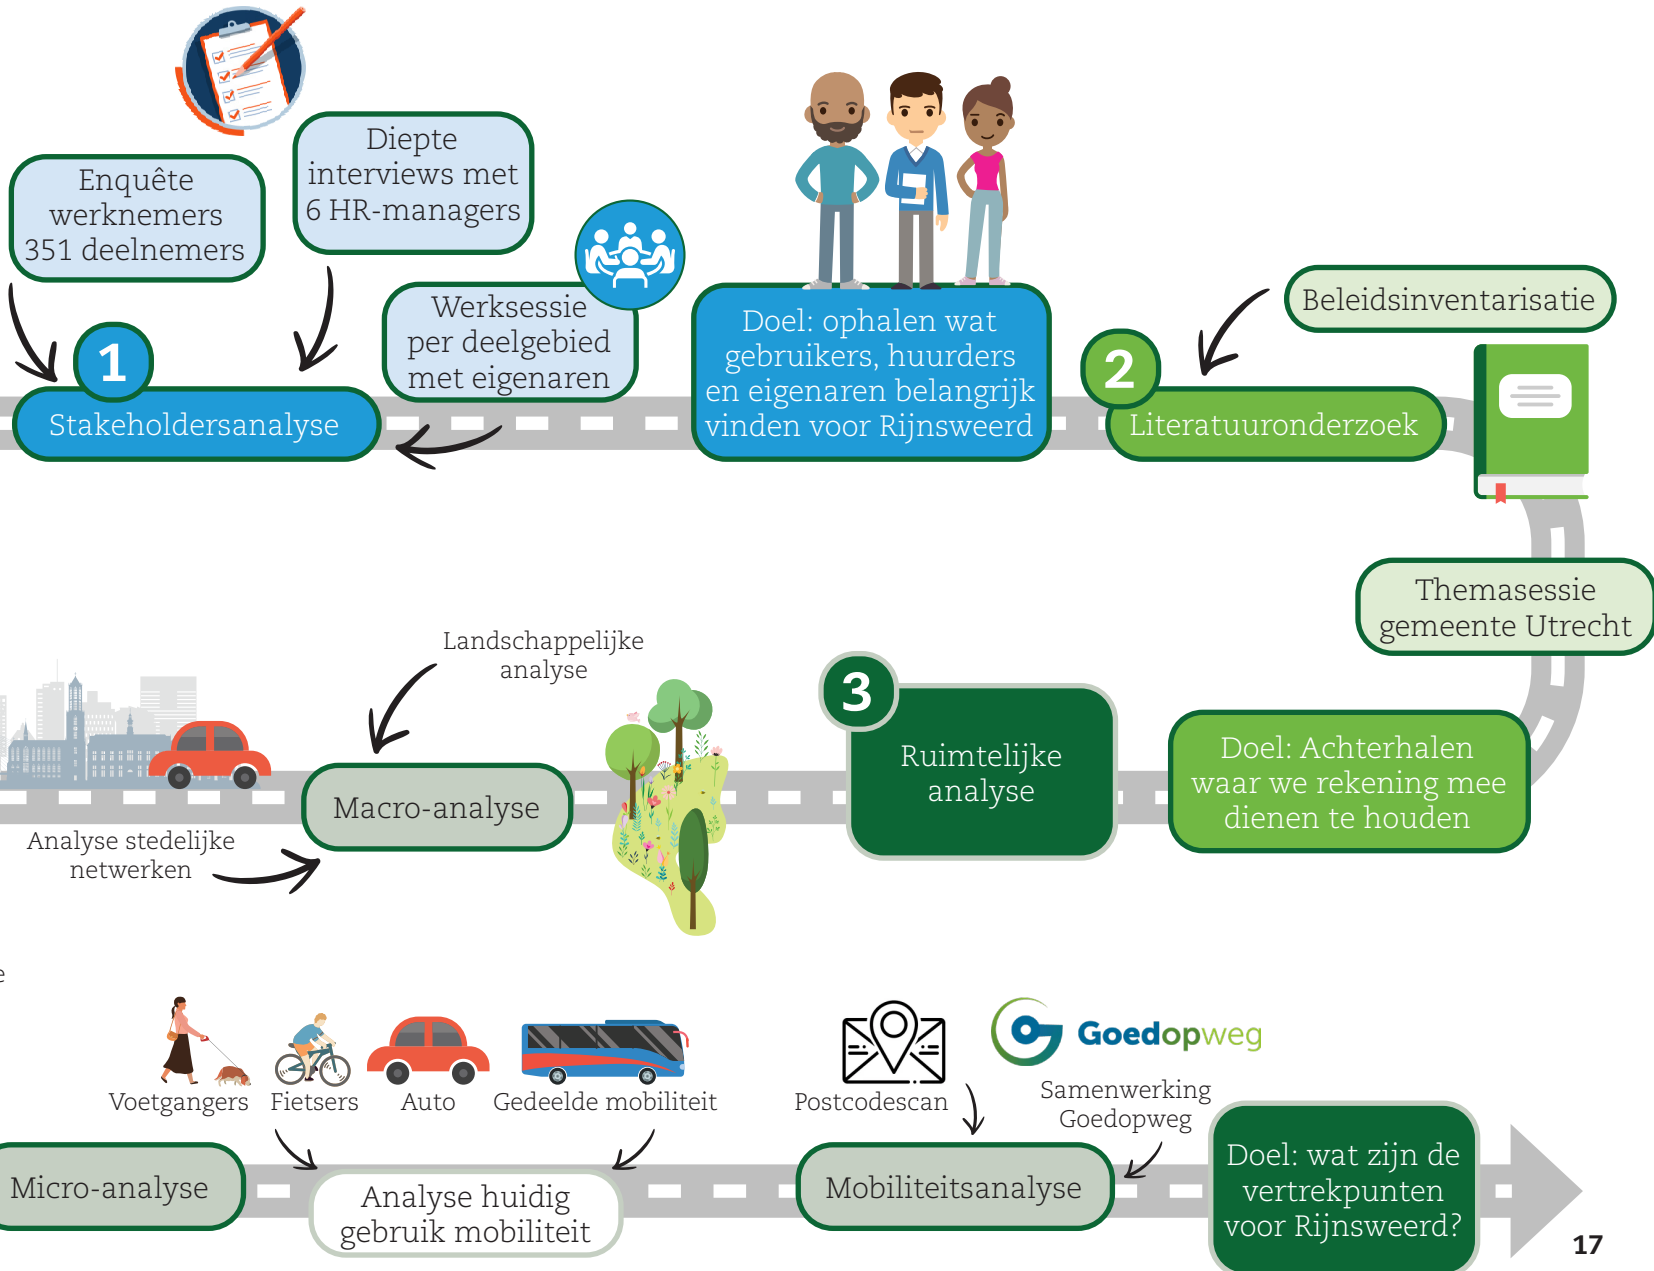 Enquête
werknemers
351 deelnemers
Diepte
interviews met
6 HR-managers
Werksessie
per deelgebied
met eigenaren
1
Stakeholdersanalyse
Doel: ophalen wat
gebruikers, huurders
en eigenaren belangrijk
vinden voor Rijnsweerd
2
Literatuuronderzoek
Beleidsinventarisatie
Themasessie
gemeente Utrecht
Doel: Achterhalen
waar we rekening mee
dienen te houden
3
Ruimtelijke
analyse
Landschappelijke
analyse
Macro-analyse
Analyse stedelijke
netwerken
e
Voetgangers
Fietsers
Auto
Gedeelde mobiliteit
Micro-analyse
Analyse huidig
gebruik mobiliteit
Postcodescan
Goedopweg
Samenwerking
Goedopweg
Mobiliteitsanalyse
Doel: wat zijn de
vertrekpunten
voor Rijnsweerd?
17